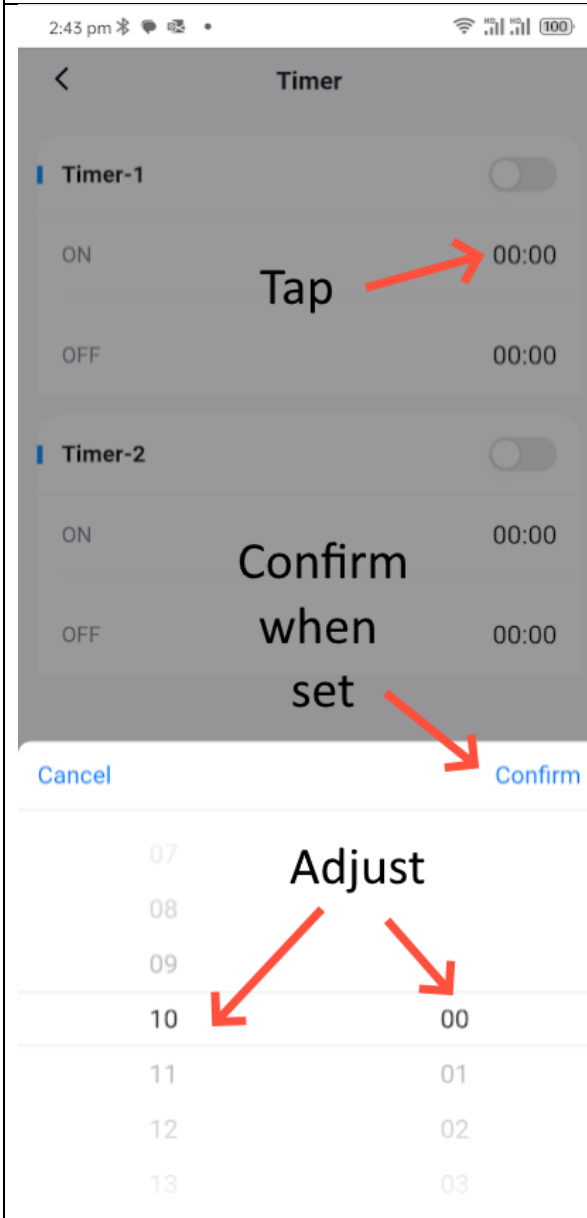 2:43 pm 100
Timer
Timer-1
ON 00:00
Tap
OFF 00:00
Timer-2
ON 00:00
Confirm
when
OFF 00:00
set
Cancel Confirm
07
Adjust
08
09
10 00
11 01
12 02
13 03